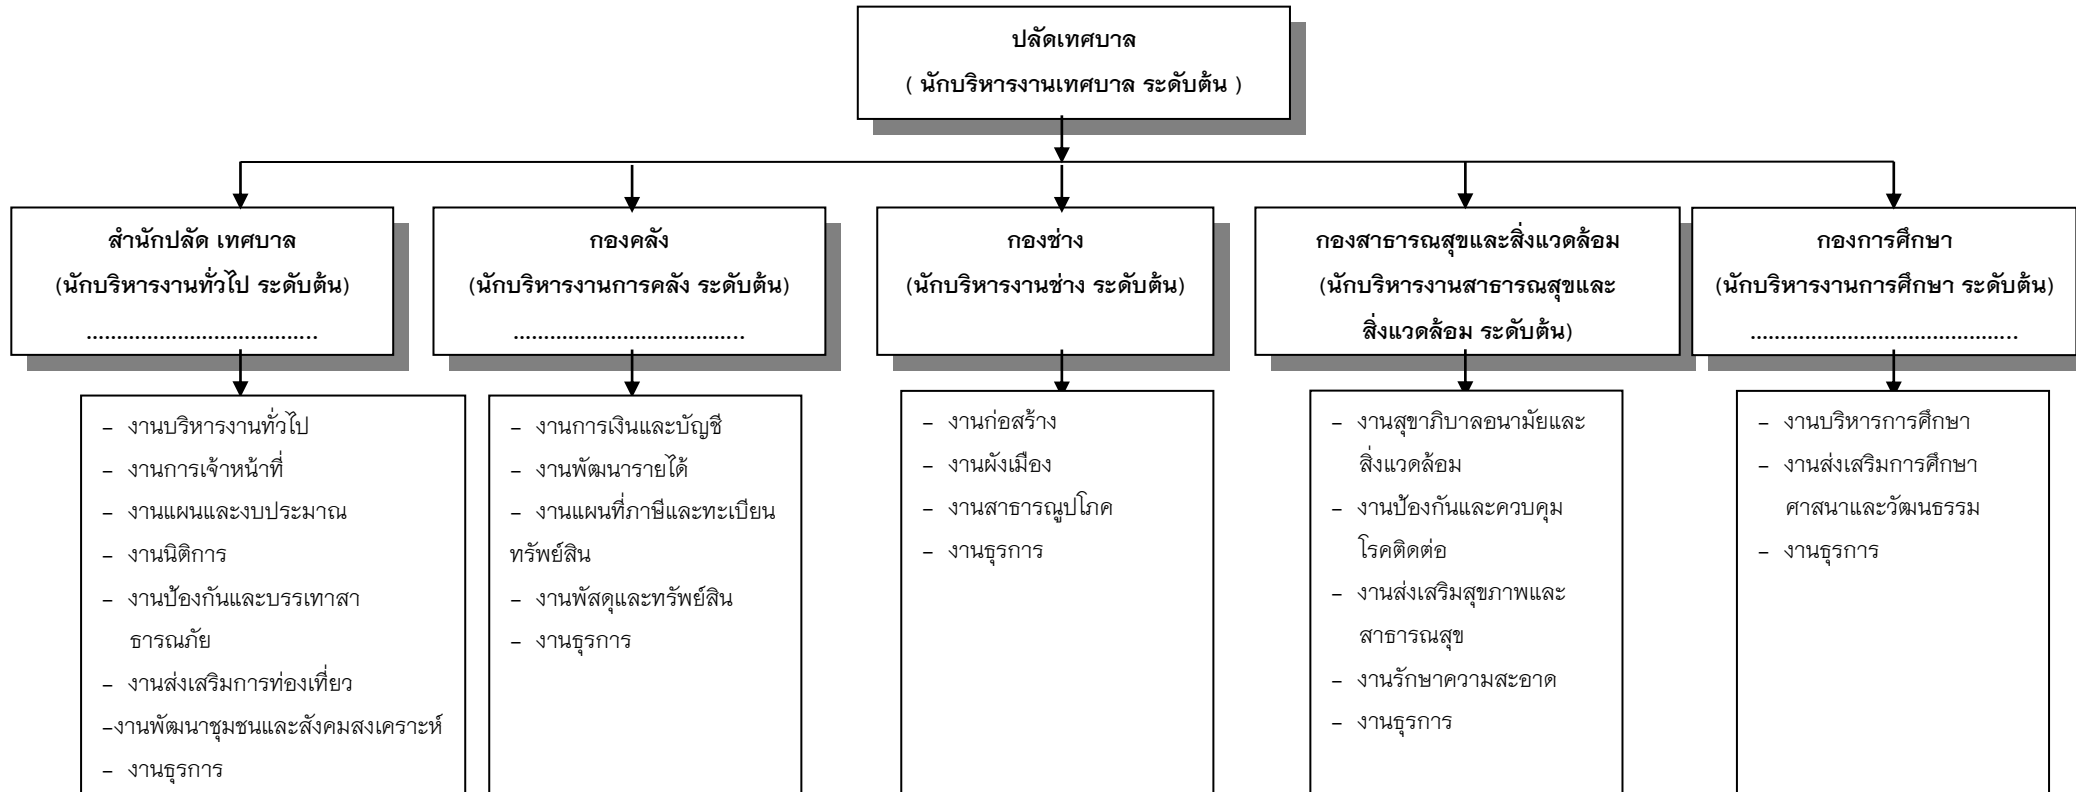 ปลัดเทศบาล
( นักบริหารงานเทศบาล ระดับต้น )
สำนักปลัด เทศบาล
(นักบริหารงานทั่วไป ระดับต้น)
......................................
กองคลัง
(นักบริหารงานการคลัง ระดับต้น)
......................................
กองช่าง
(นักบริหารงานช่าง ระดับต้น)
กองสาธารณสุขและสิ่งแวดล้อม
(นักบริหารงานสาธารณสุขและ
สิ่งแวดล้อม ระดับต้น)
กองการศึกษา
(นักบริหารงานการศึกษา ระดับต้น)
............................................
- งานบริหารงานทั่วไป
- งานการเจ้าหน้าที่
- งานแผนและงบประมาณ
- งานนิติการ
- งานป้องกันและบรรเทาสา
ธารณภัย
- งานส่งเสริมการท่องเที่ยว
-งานพัฒนาชุมชนและสังคมสงเคราะห์
- งานธุรการ
- งานการเงินและบัญชี
- งานพัฒนารายได้
- งานแผนที่ภาษีและทะเบียน
ทรัพย์สิน
- งานพัสดุและทรัพย์สิน
- งานธุรการ
- งานก่อสร้าง
- งานผังเมือง
- งานสาธารณูปโภค
- งานธุรการ
- งานสุขาภิบาลอนามัยและ
สิ่งแวดล้อม
- งานป้องกันและควบคุม
โรคติดต่อ
- งานส่งเสริมสุขภาพและ
สาธารณสุข
- งานรักษาความสะอาด
- งานธุรการ
- งานบริหารการศึกษา
- งานส่งเสริมการศึกษา
ศาสนาและวัฒนธรรม
- งานธุรการ